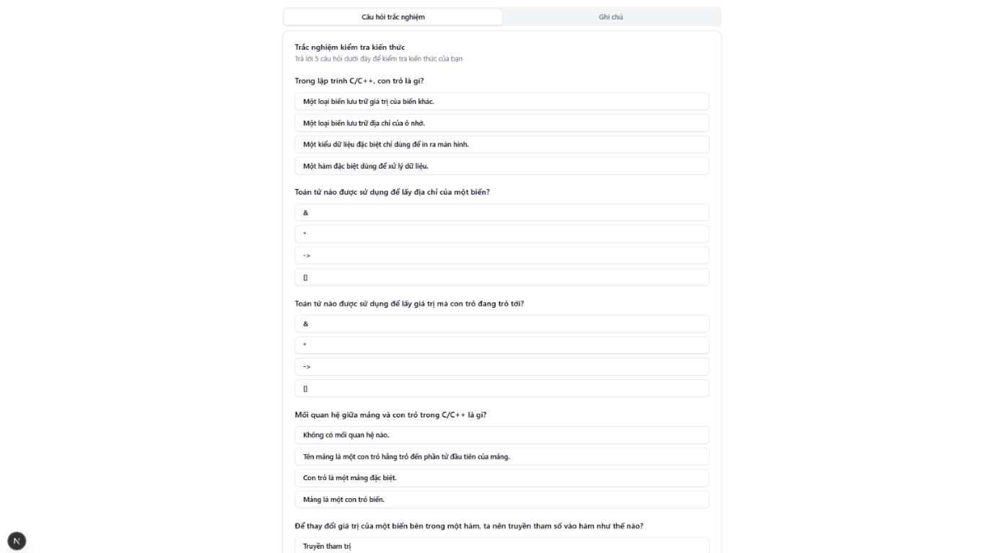 Câu hỏi trắc nghiệm
Ghi chú
Trắc nghiệm kiểm tra kiến thức
Trả lời 5 câu hỏi dưới đây để kiểm tra kiến thức của bạn
Trong lập trình C/C++, con trỏ là gì?
Một loại biến lưu trữ giá trị của biến khác.
Một loại biến lưu trữ địa chỉ của ô nhớ.
Một kiểu dữ liệu đặc biệt chỉ dùng để in ra màn hình.
Một hàm đặc biệt dùng để xử lý dữ liệu.
Toán tử nào được sử dụng để lấy địa chỉ của một biến?
&
*
->
[]
Toán tử nào được sử dụng để lấy giá trị mà con trỏ đang trỏ tới?
&
*
->
[]
Mối quan hệ giữa mảng và con trỏ trong C/C++ là gì?
Không có mối quan hệ nào.
Tên mảng là một con trỏ hằng trỏ đến phần tử đầu tiên của mảng.
Con trỏ là một mảng đặc biệt.
Mảng là một con trỏ biến.
Để thay đổi giá trị của một biến bên trong một hàm, ta nên truyền tham số vào hàm như thế nào?
Truyền tham trị
N